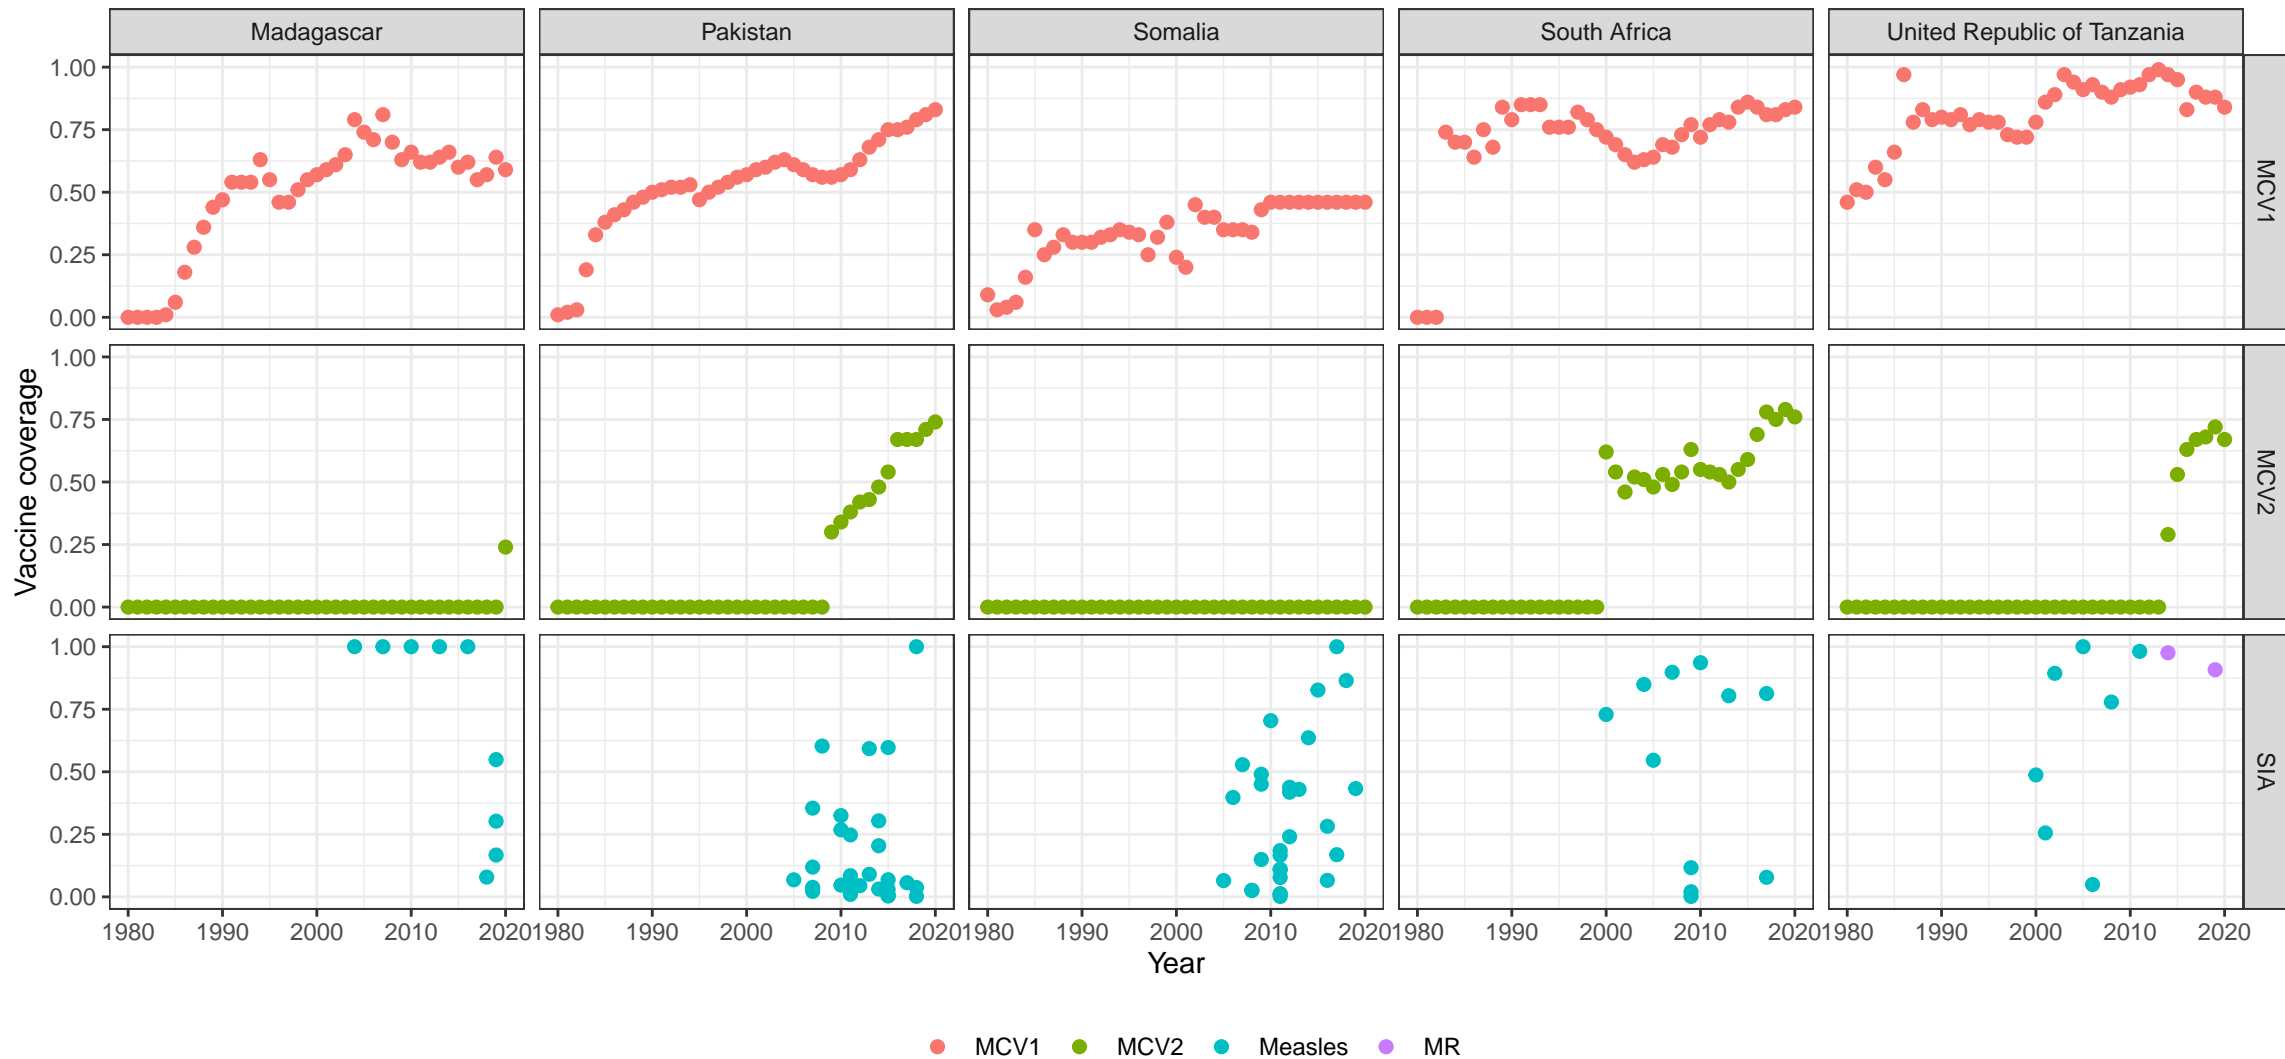 Madagascar Pakistan Somalia South Africa United Republic of Tanzania
1.00
0.75
0.50
0.25
0.00
MCV1
1.00
0.75
0.50
0.25
0.00
MCV2
Vaccine coverage
1.00
0.75
0.50
0.25
0.00
SIA
1980 1990 2000 2010 2020 1980 1990 2000 2010 2020 1980 1990 2000 2010 2020 1980 1990 2000 2010 2020 1980 1990 2000 2010 2020
Year
MCV1 MCV2 Measles MR